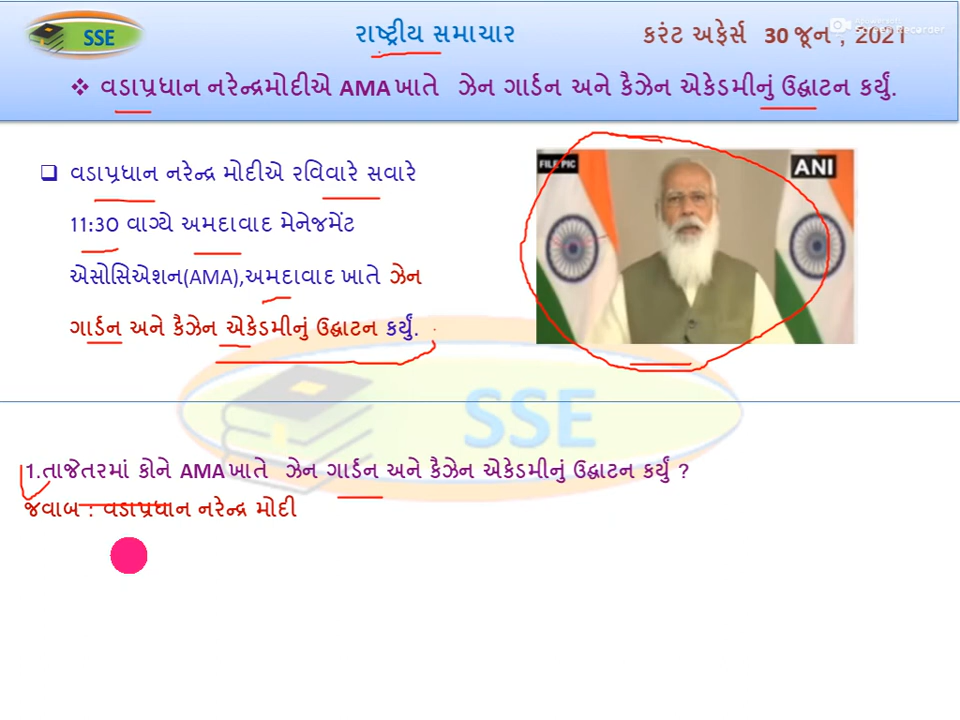 SSE
રાષ્ટ્રીય સમાચાર
કરંટ અફેર્સ 30 જૂન , 2021
Screen Recorder
❖ વડાપ્રધાન નરેન્દ્રમોદીએ AMA ખાતે ઝેન ગાર્ડન અને કૈઝેન એકેડમીનું ઉદ્ઘાટન કર્યું.
❑ વડાપ્રધાન નરેન્દ્ર મોદીએ રવિવારે સવારે
11:30 વાગ્યે અમદાવાદ મેનેજમેંટ
એસોસિએશન(AMA),અમદાવાદ ખાતે ઝેન
ગાર્ડન અને કૈઝેન એકેડમીનું ઉદ્ઘાટન કર્યું.
FILE PIC
ANI
SSE
1.તાજેતરમાં કોને AMA ખાતે ઝેન ગાર્ડન અને કૈઝેન એકેડમીનું ઉદ્ઘાટન કર્યું ?
જવાબ : વડાપ્રધાન નરેન્દ્ર મોદી